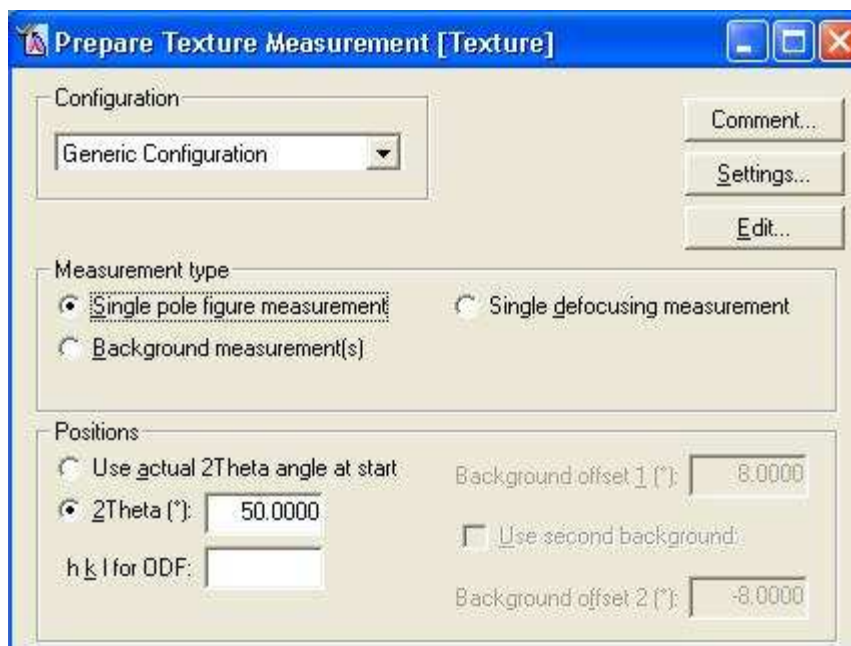 Prepare Texture Measurement [Texture]
Configuration
Generic Configuration
Comment...
Settings...
Edit...
Measurement type
Single pole figure measurement
Single defocusing measurement
Background measurement(s)
Positions
Use actual 2Theta angle at start
Background offset 1 (°): 8.0000
2Theta (°): 50.0000
Use second background:
h k l for ODF:
Background offset 2 (°): -8.0000